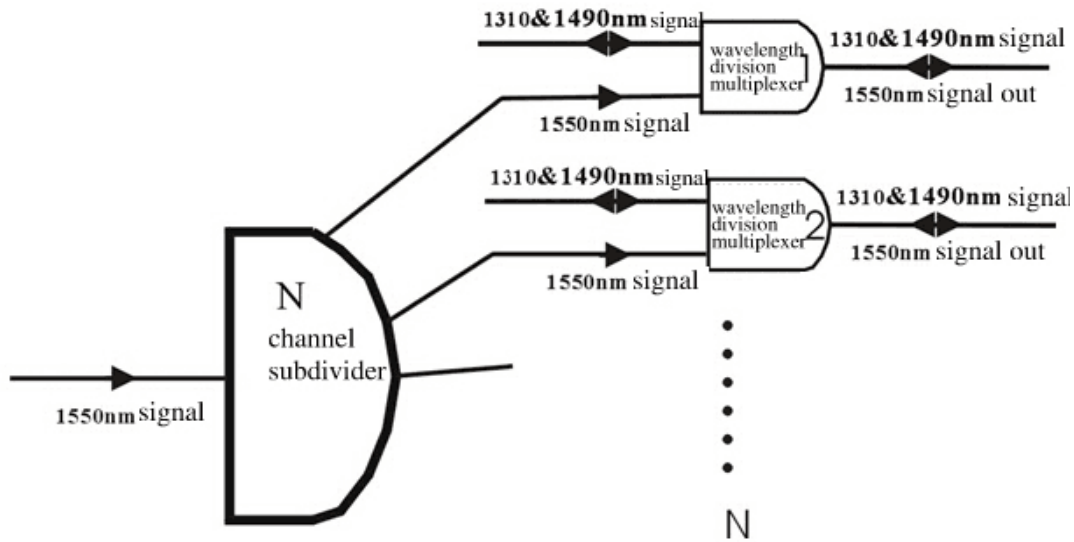 1310&1490nm signal
1310&1490nm signal
wavelength
division
multiplexer 1
1550nm signal
1550nm signal out
1310&1490nm signal
1310&1490nm signal
wavelength
division
multiplexer 2
1550nm signal
1550nm signal out
N
channel
subdivider
1550nm signal
N